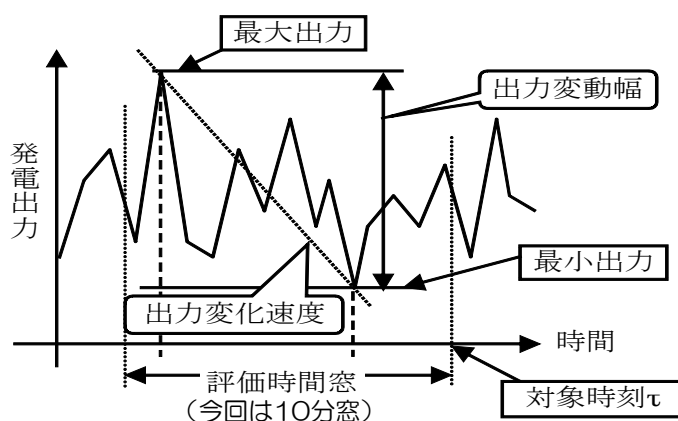 最大出力
出力変動幅
発電出力
最小出力
出力変化速度
時間
評価時間窓
（今回は10分窓）
対象時刻τ